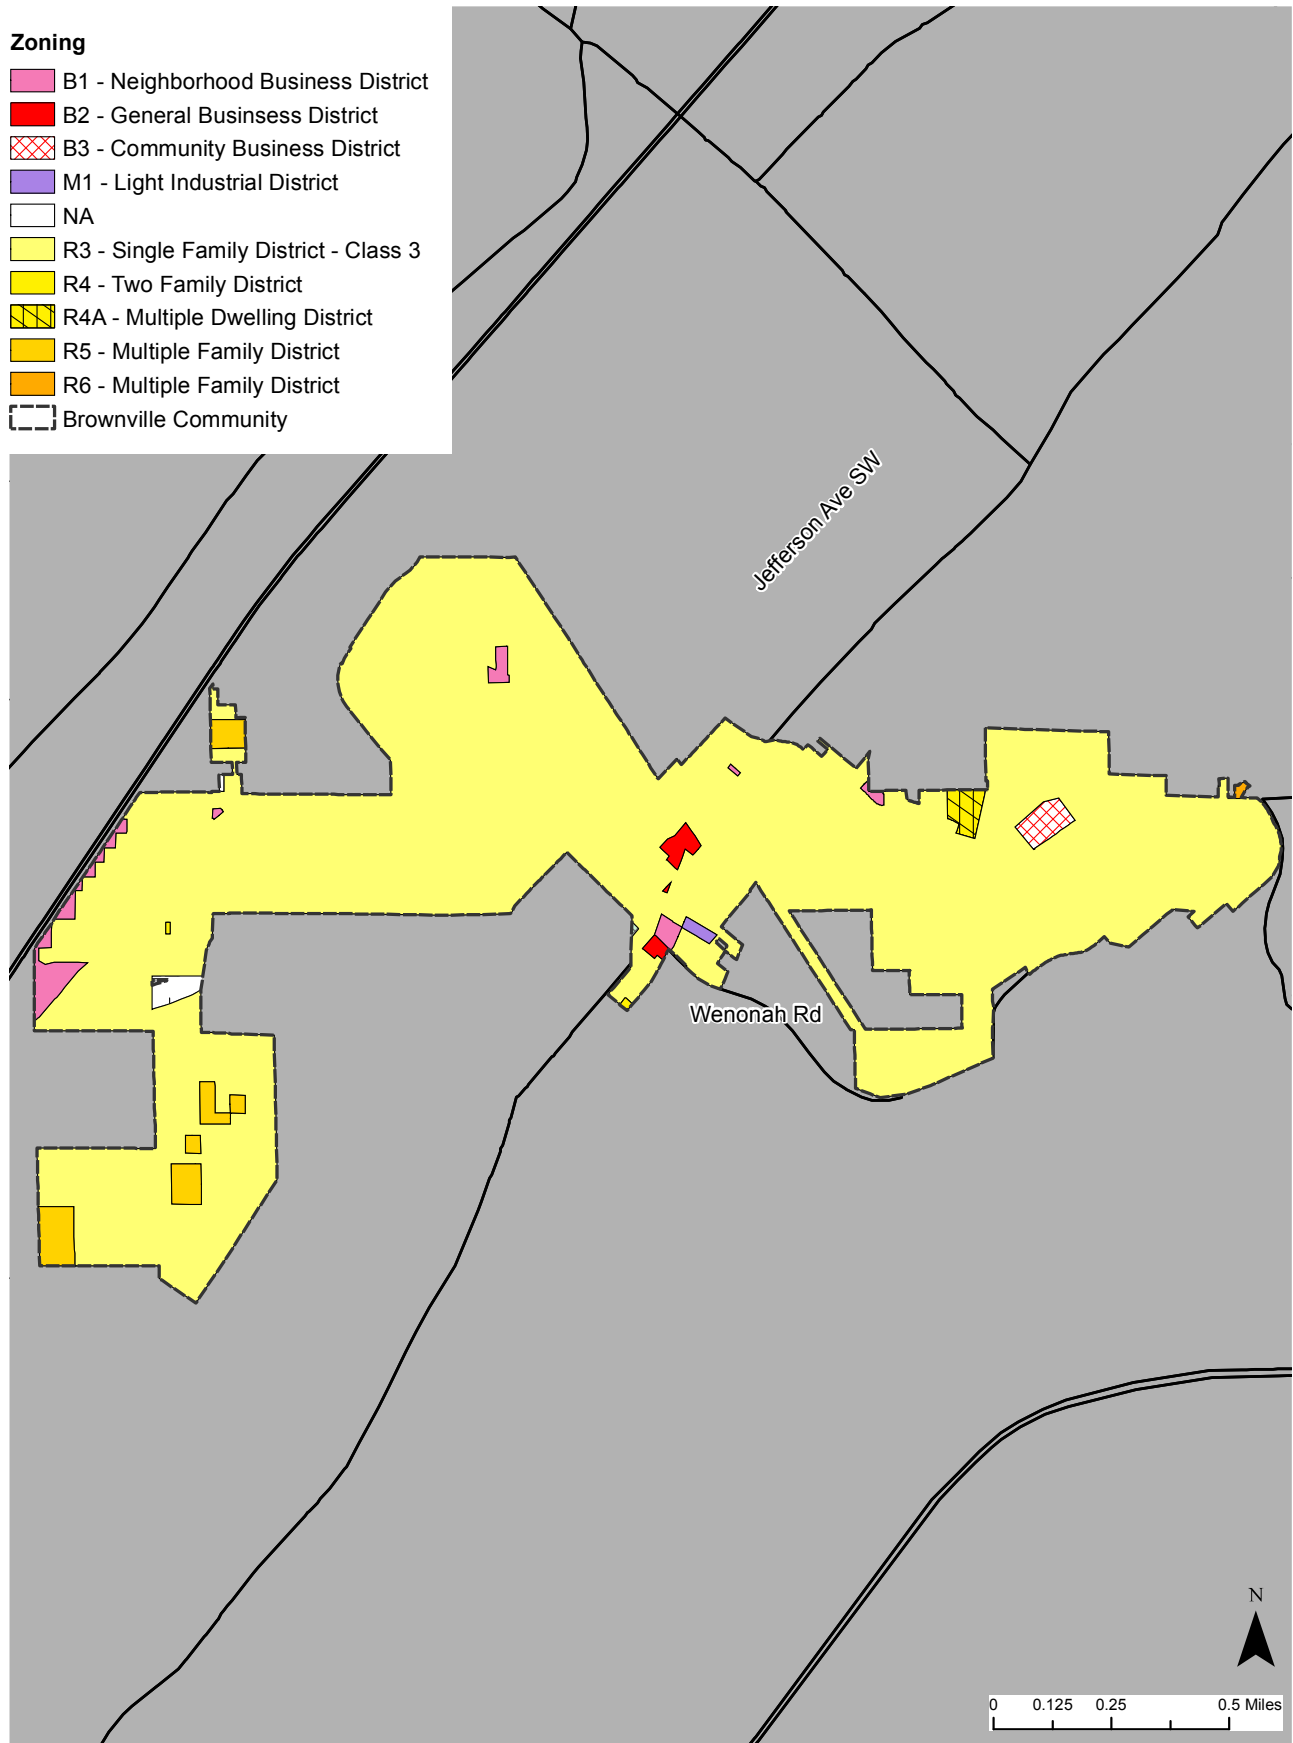 Zoning
B1 - Neighborhood Business District
B2 - General Businsess District
B3 - Community Business District
M1 - Light Industrial District
NA
R3 - Single Family District - Class 3
R4 - Two Family District
R4A - Multiple Dwelling District
R5 - Multiple Family District
R6 - Multiple Family District
Brownville Community
Jefferson Ave SW
Wenonah Rd
N
0 0.125 0.25 0.5 Miles